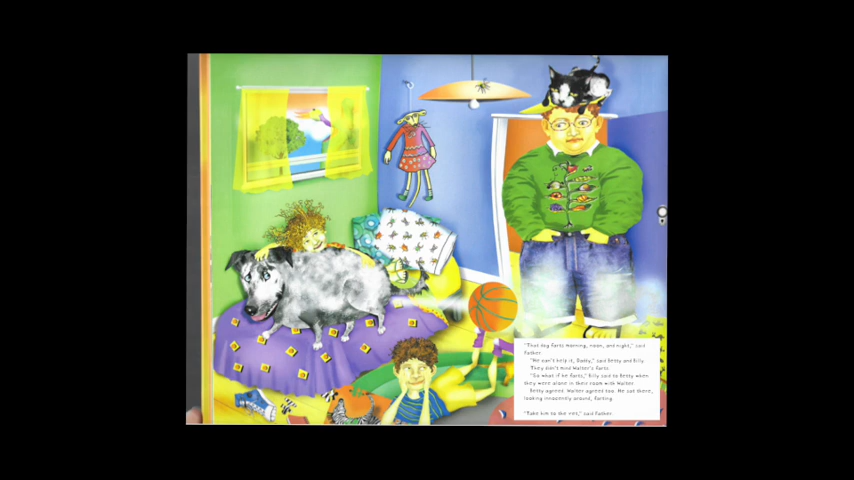 "That dog farts morning, noon, and night," said
Father.
"He can't help it, Daddy," said Betty and Billy.
They didn't mind Walter's farts.
"So what if he farts," Billy said to Betty when
they were alone in their room with Walter.
Betty agreed. Walter agreed too. He sat there,
looking innocently around, farting.
"Take him to the vet," said Father.